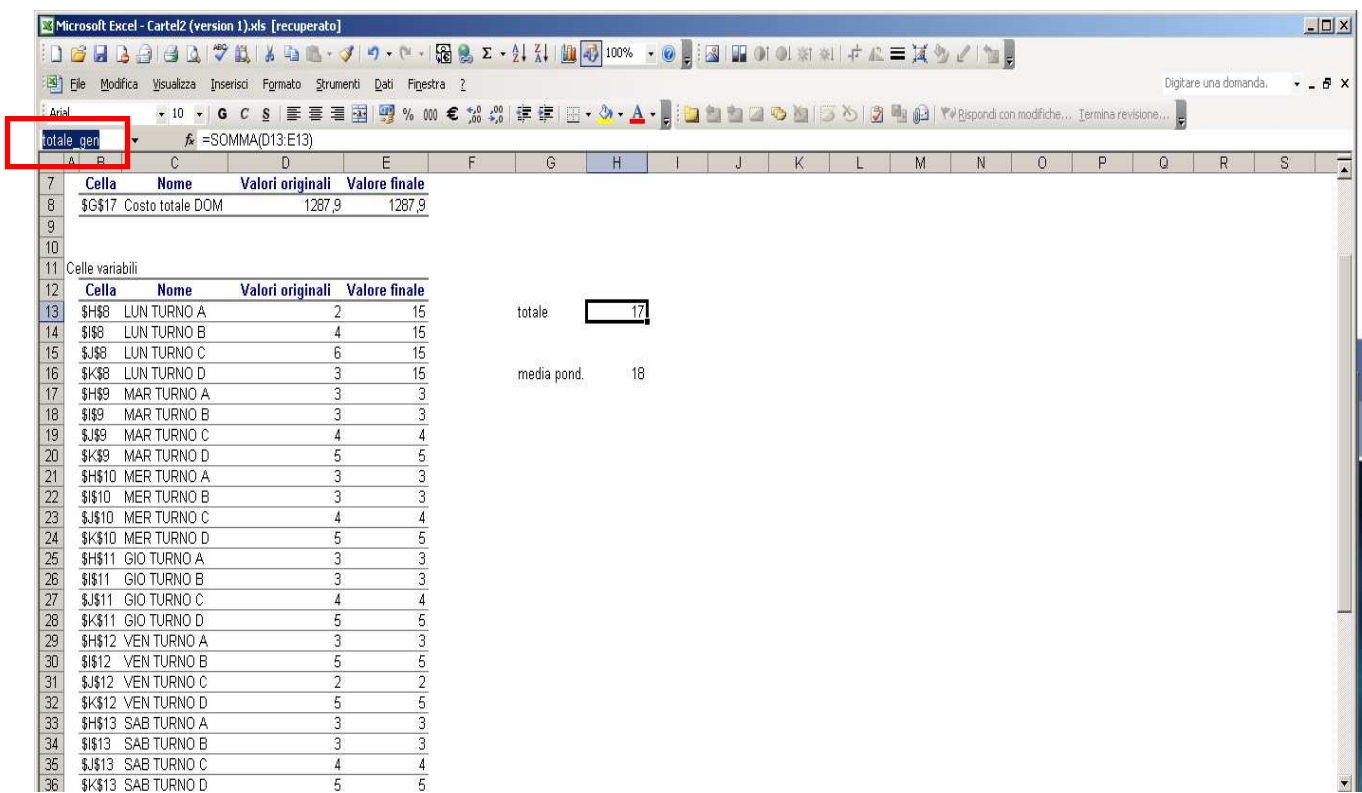 Microsoft Excel - Cartel2 (version 1).xls [recuperato]
100%
File Modifica Visualizza Inserisci Formato Strumenti Dati Finestra ? Digitare una domanda.
Arial 10 G C S % 000 € Rispondi con modifiche... Termina revisione...
totale_gen fx =SOMMA(D13:E13)
A B C D E F G H I J K L M N O P Q R S
7 Cella Nome Valori originali Valore finale
8 $G$17 Costo totale DOM 1287,9 1287,9
9
10
11 Celle variabili
12 Cella Nome Valori originali Valore finale
13 $H$8 LUN TURNO A 2 15 totale 17
14 $I$8 LUN TURNO B 4 15
15 $J$8 LUN TURNO C 6 15
16 $K$8 LUN TURNO D 3 15 media pond. 18
17 $H$9 MAR TURNO A 3 3
18 $I$9 MAR TURNO B 3 3
19 $J$9 MAR TURNO C 4 4
20 $K$9 MAR TURNO D 5 5
21 $H$10 MER TURNO A 3 3
22 $I$10 MER TURNO B 3 3
23 $J$10 MER TURNO C 4 4
24 $K$10 MER TURNO D 5 5
25 $H$11 GIO TURNO A 3 3
26 $I$11 GIO TURNO B 3 3
27 $J$11 GIO TURNO C 4 4
28 $K$11 GIO TURNO D 5 5
29 $H$12 VEN TURNO A 3 3
30 $I$12 VEN TURNO B 5 5
31 $J$12 VEN TURNO C 2 2
32 $K$12 VEN TURNO D 5 5
33 $H$13 SAB TURNO A 3 3
34 $I$13 SAB TURNO B 3 3
35 $J$13 SAB TURNO C 4 4
36 $K$13 SAB TURNO D 5 5